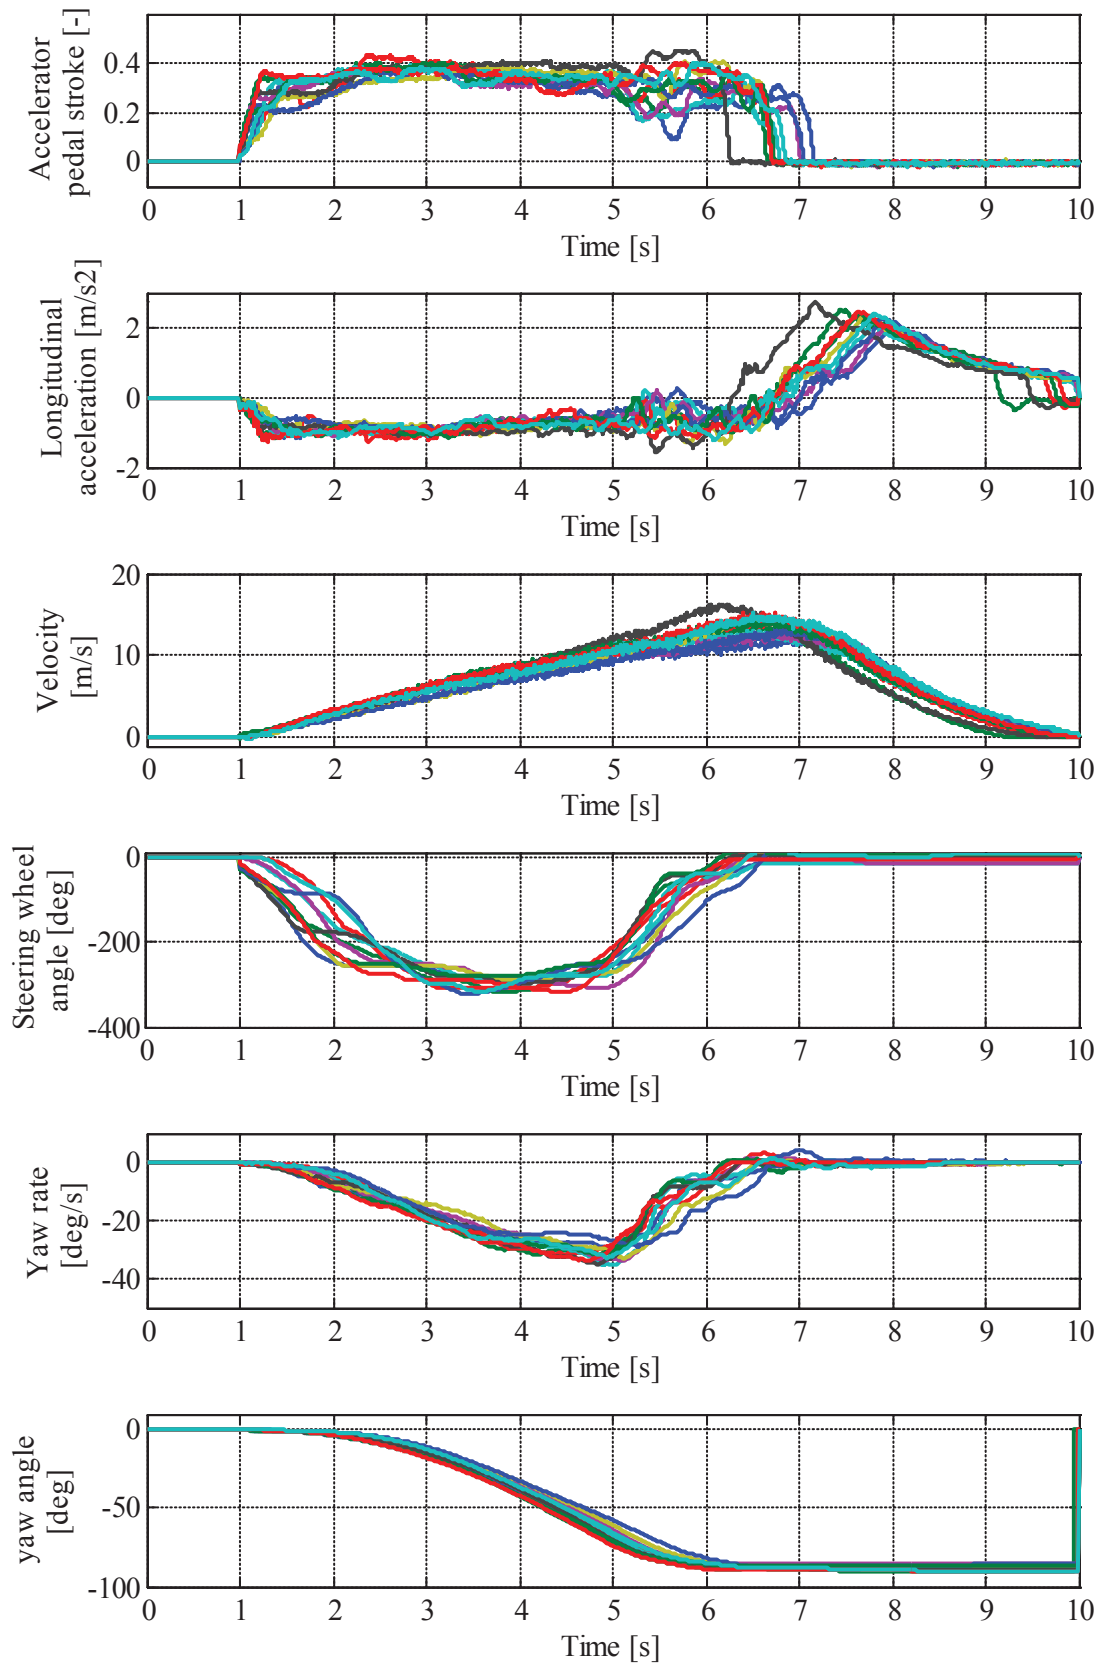 Accelerator
pedal stroke [-]
0.4
0.2
0
0 1 2 3 4 5 6 7 8 9 10
Time [s]
Longitudinal
acceleration [m/s2]
2
0
-2
0 1 2 3 4 5 6 7 8 9 10
Time [s]
Velocity
[m/s]
20
10
0
0 1 2 3 4 5 6 7 8 9 10
Time [s]
Steering wheel
angle [deg]
0
-200
-400
0 1 2 3 4 5 6 7 8 9 10
Time [s]
Yaw rate
[deg/s]
0
-20
-40
0 1 2 3 4 5 6 7 8 9 10
Time [s]
yaw angle
[deg]
0
-50
-100
0 1 2 3 4 5 6 7 8 9 10
Time [s]